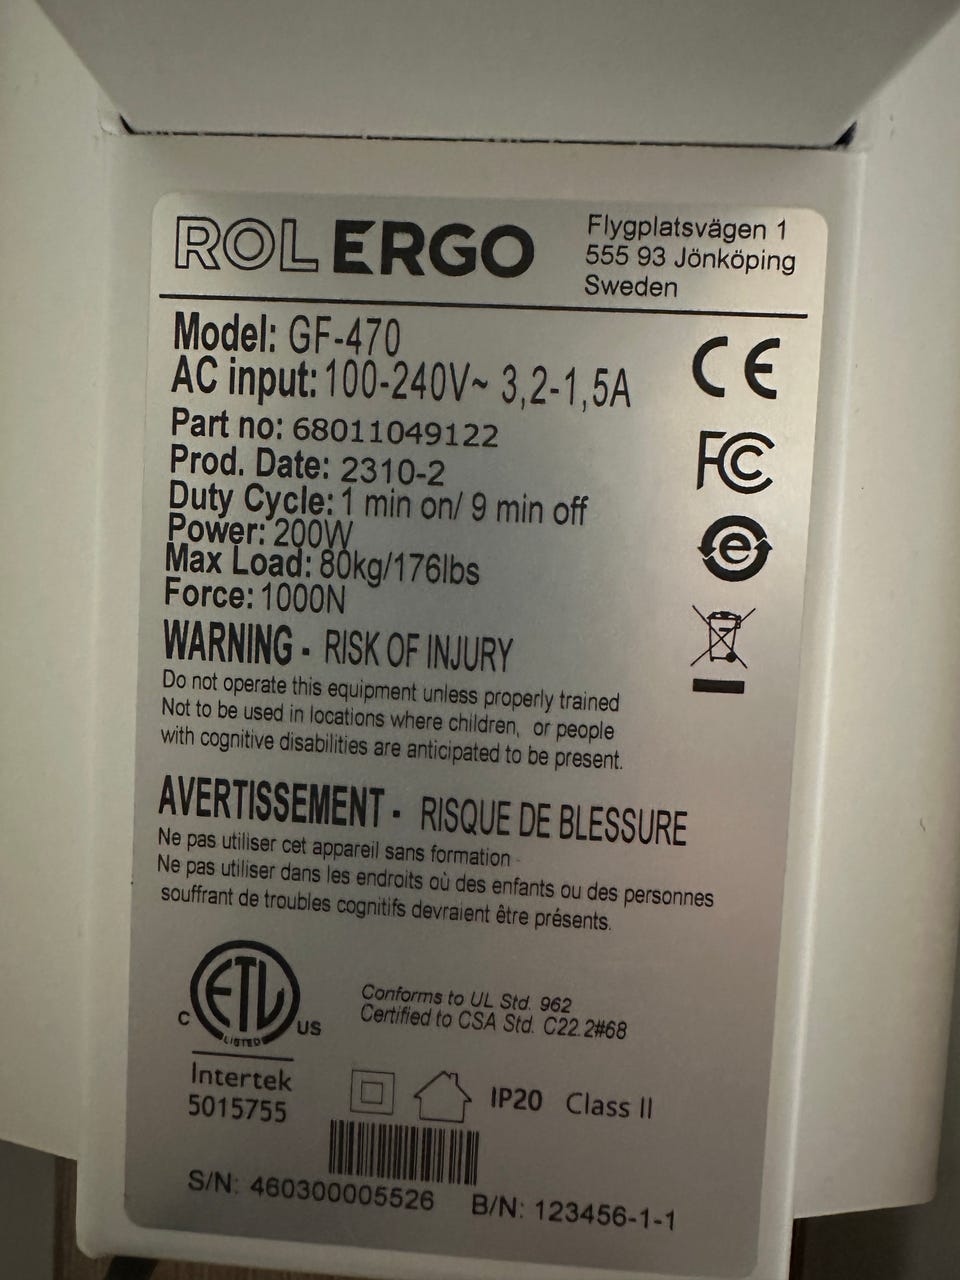 ROL ERGO
Flygplatsvägen 1
555 93 Jönköping
Sweden
Model: GF-470
AC input: 100-240V~ 3,2-1,5A
Part no: 68011049122
Prod. Date: 2310-2
Duty Cycle: 1 min on/ 9 min off
Power: 200W
Max Load: 80kg/176lbs
Force: 1000N
CE
FC
e
WARNING - RISK OF INJURY
Do not operate this equipment unless properly trained
Not to be used in locations where children, or people
with cognitive disabilities are anticipated to be present.
AVERTISSEMENT - RISQUE DE BLESSURE
Ne pas utiliser cet appareil sans formation -
Ne pas utiliser dans les endroits où des enfants ou des personnes
souffrant de troubles cognitifs devraient être présents.
C ETL US
LISTED
Intertek
5015755
Conforms to UL Std. 962
Certified to CSA Std. C22.2#68
IP20 Class II
S/N: 460300005526 B/N: 123456-1-1